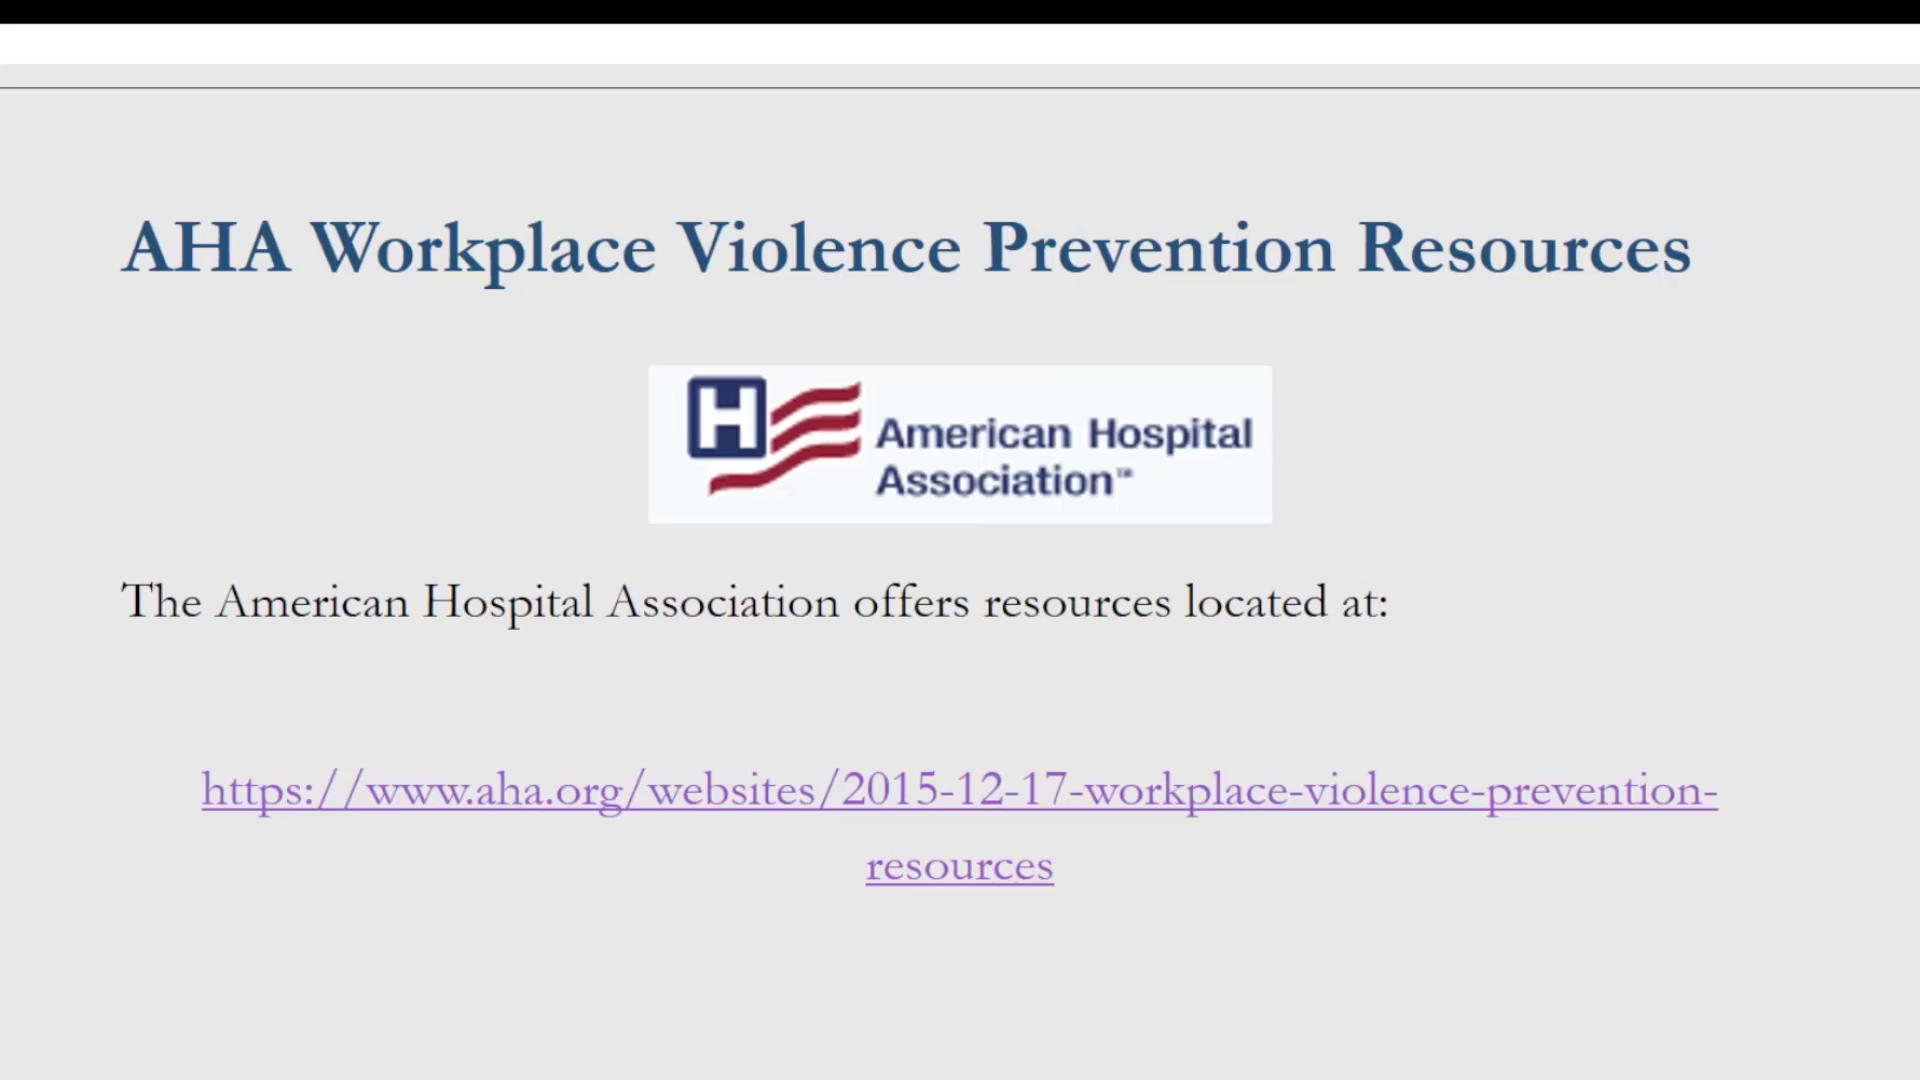 AHA Workplace Violence Prevention Resources
H
American Hospital
Association™
The American Hospital Association offers resources located at:
https://www.aha.org/websites/2015-12-17-workplace-violence-prevention-
resources